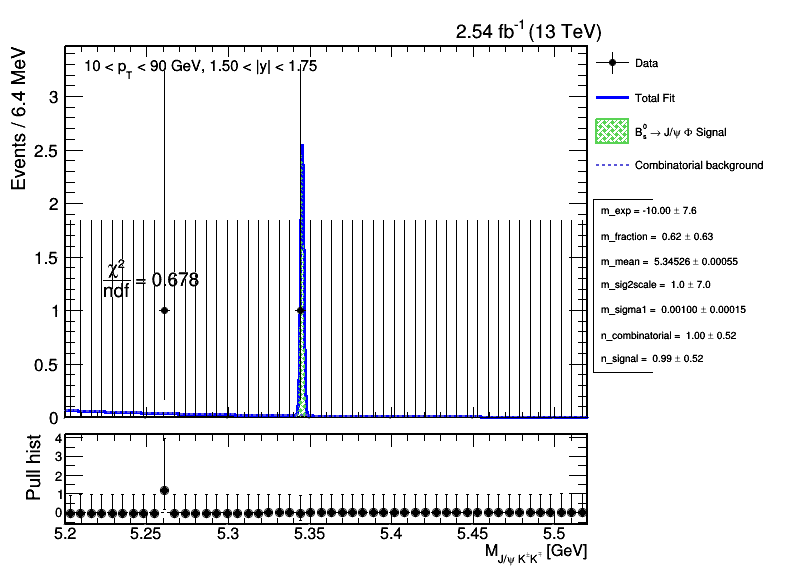 2.54 fb⁻¹ (13 TeV)
Events / 6.4 MeV
10 < p_T < 90 GeV, 1.50 < |y| < 1.75
3
2.5
2
1.5
1
0.5
0
χ²/ndf = 0.678
Data
Total Fit
B⁰ₛ → J/ψ Φ Signal
Combinatorial background
m_exp = -10.00 ± 7.6
m_fraction = 0.62 ± 0.63
m_mean = 5.34526 ± 0.00055
m_sig2scale = 1.0 ± 7.0
m_sigma1 = 0.00100 ± 0.00015
n_combinatorial = 1.00 ± 0.52
n_signal = 0.99 ± 0.52
Pull hist
4
3
2
1
0
5.2 5.25 5.3 5.35 5.4 5.45 5.5
M_{J/ψ K^±K^∓} [GeV]